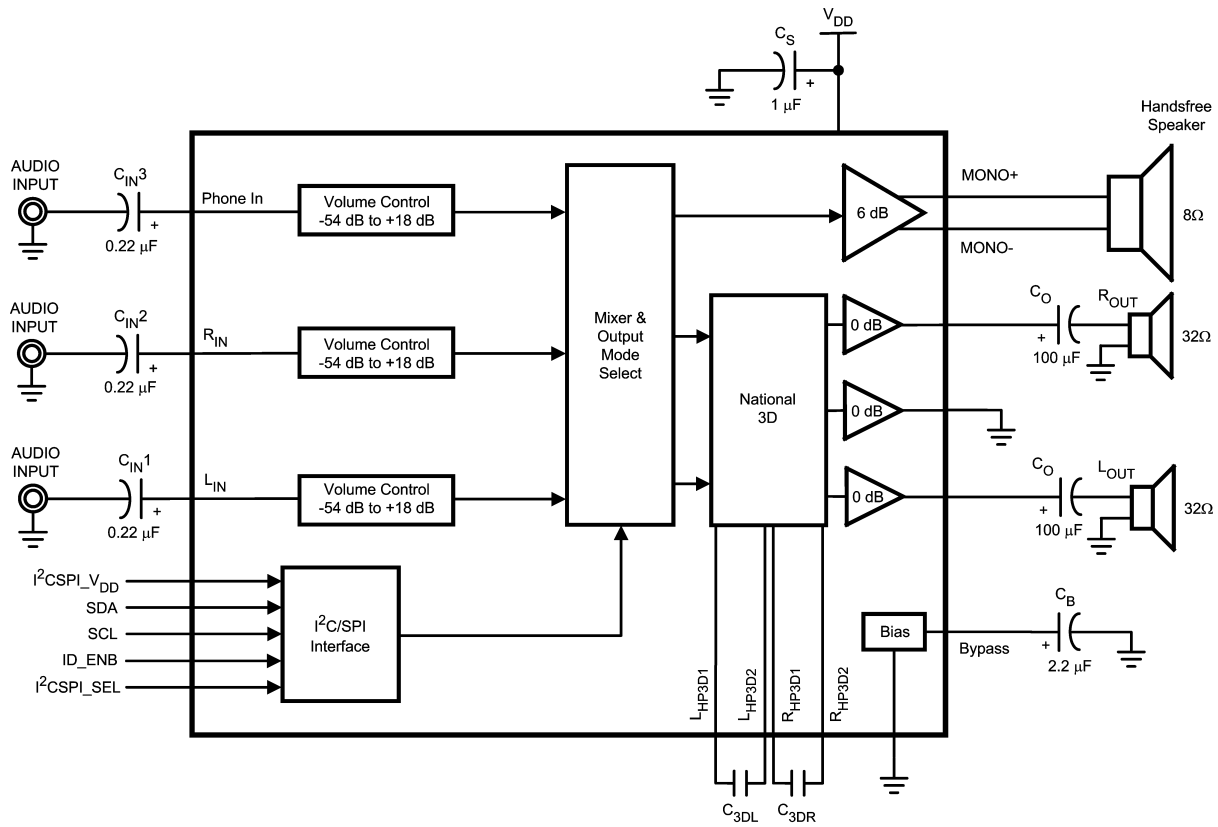 V_DD
C_S
+
1 µF
Handsfree
Speaker
AUDIO
INPUT
C_IN3
+
0.22 µF
Phone In
Volume Control
-54 dB to +18 dB
6 dB
MONO+
MONO-
8Ω
AUDIO
INPUT
C_IN2
+
0.22 µF
R_IN
Volume Control
-54 dB to +18 dB
Mixer &
Output
Mode
Select
National
3D
0 dB
C_O
+
100 µF
R_OUT
32Ω
0 dB
AUDIO
INPUT
C_IN1
+
0.22 µF
L_IN
Volume Control
-54 dB to +18 dB
0 dB
C_O
+
100 µF
L_OUT
32Ω
I²CSPI_V_DD
SDA
SCL
ID_ENB
I²CSPI_SEL
I²C/SPI
Interface
Bias
Bypass
C_B
+
2.2 µF
L_HP3D1
L_HP3D2
R_HP3D1
R_HP3D2
C_3DL
C_3DR